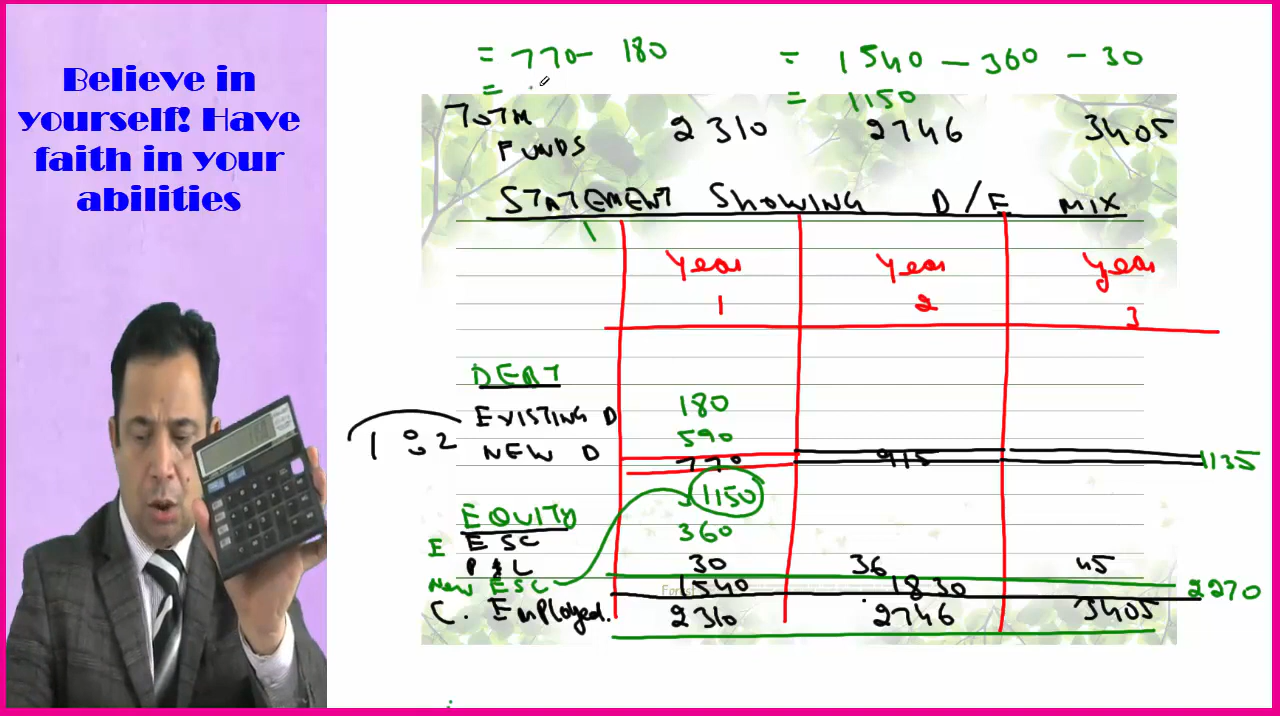 Believe in
yourself! Have
faith in your
abilities
= 770 - 180
=
= 1540 - 360 - 30
= 1150
FUNDS 2310 2746 3405
STATEMENT SHOWING D/E MIX
Year 1
Year 2
Year 3
DEBT
EXISTING D 180
1 : 2 NEW D 590
770 915 1135
1150
EQUITY
E ESC 360
P & L 30 36 45
New ESC 1540 1830 2270
C. Employed. 2310 2746 3405